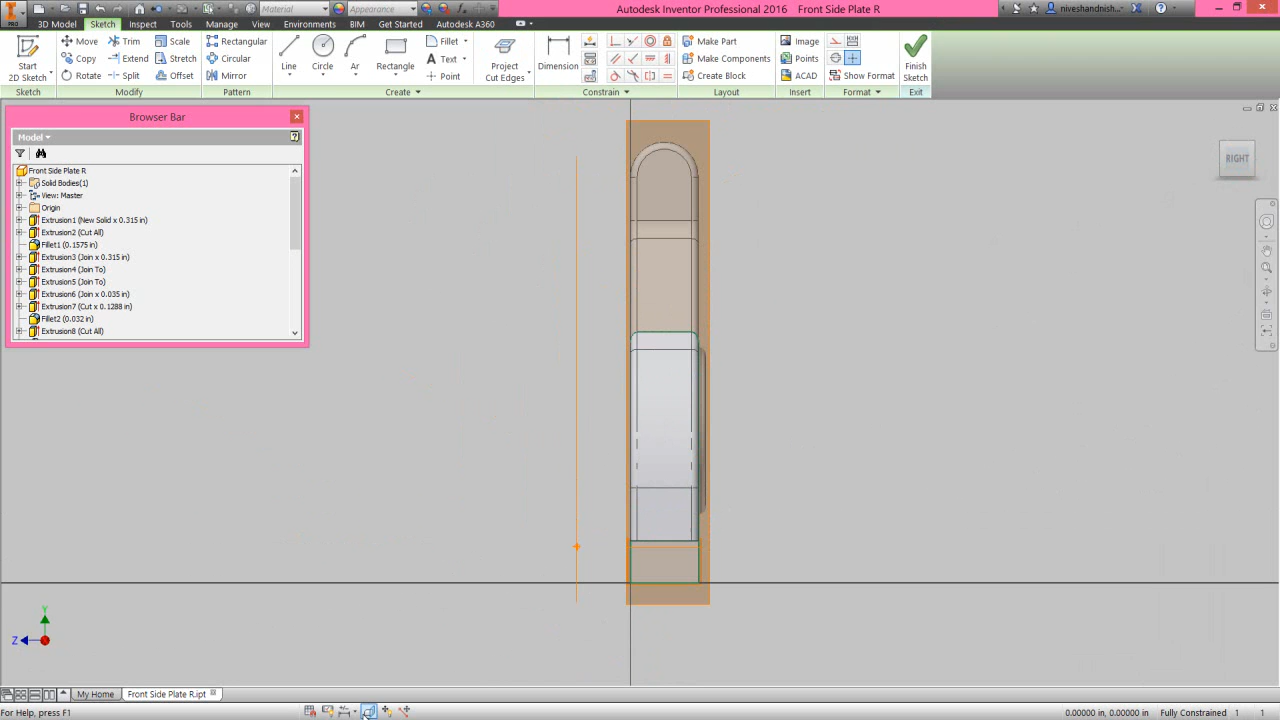 Material Appearance Autodesk Inventor Professional 2016 Front Side Plate R niveshandnish...
PRO 3D Model Sketch Inspect Tools Manage View Environments BIM Get Started Autodesk A360
Start 2D Sketch
Move Trim Scale
Extend Stretch
Rotate Split Offset
Rectangular
Circular
Mirror
Line Circle Ar Rectangle
Fillet
Text
Point
Project Cut Edges
Dimension
Make Part
Make Components
Create Block
Image
Points
ACAD
Show Format
Finish Sketch
Sketch Modify Pattern Create Constrain Layout Insert Format Exit
Browser Bar
Model
Front Side Plate R
Solid Bodies(1)
View: Master
Origin
Extrusion1 (New Solid x 0.315 in)
Extrusion2 (Cut All)
Fillet1 (0.1575 in)
Extrusion3 (Join x 0.315 in)
Extrusion4 (Join To)
Extrusion5 (Join To)
Extrusion6 (Join x 0.035 in)
Extrusion7 (Cut x 0.1288 in)
Fillet2 (0.032 in)
Extrusion8 (Cut All)
RIGHT
Y
Z
My Home Front Side Plate R.ipt
For Help, press F1 0.00000 in, 0.00000 in Fully Constrained 1 1